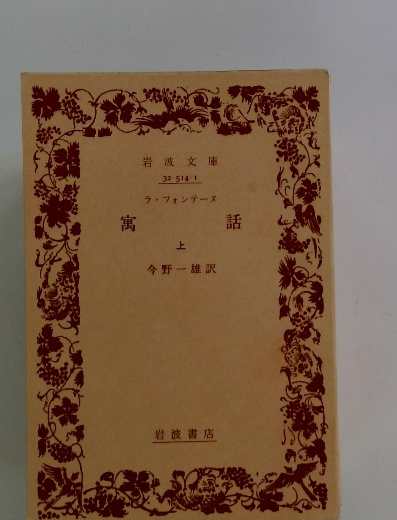 岩波文庫
32-514-1
ラ・フォンテーヌ
寓話
上
今野一雄訳
岩波書店